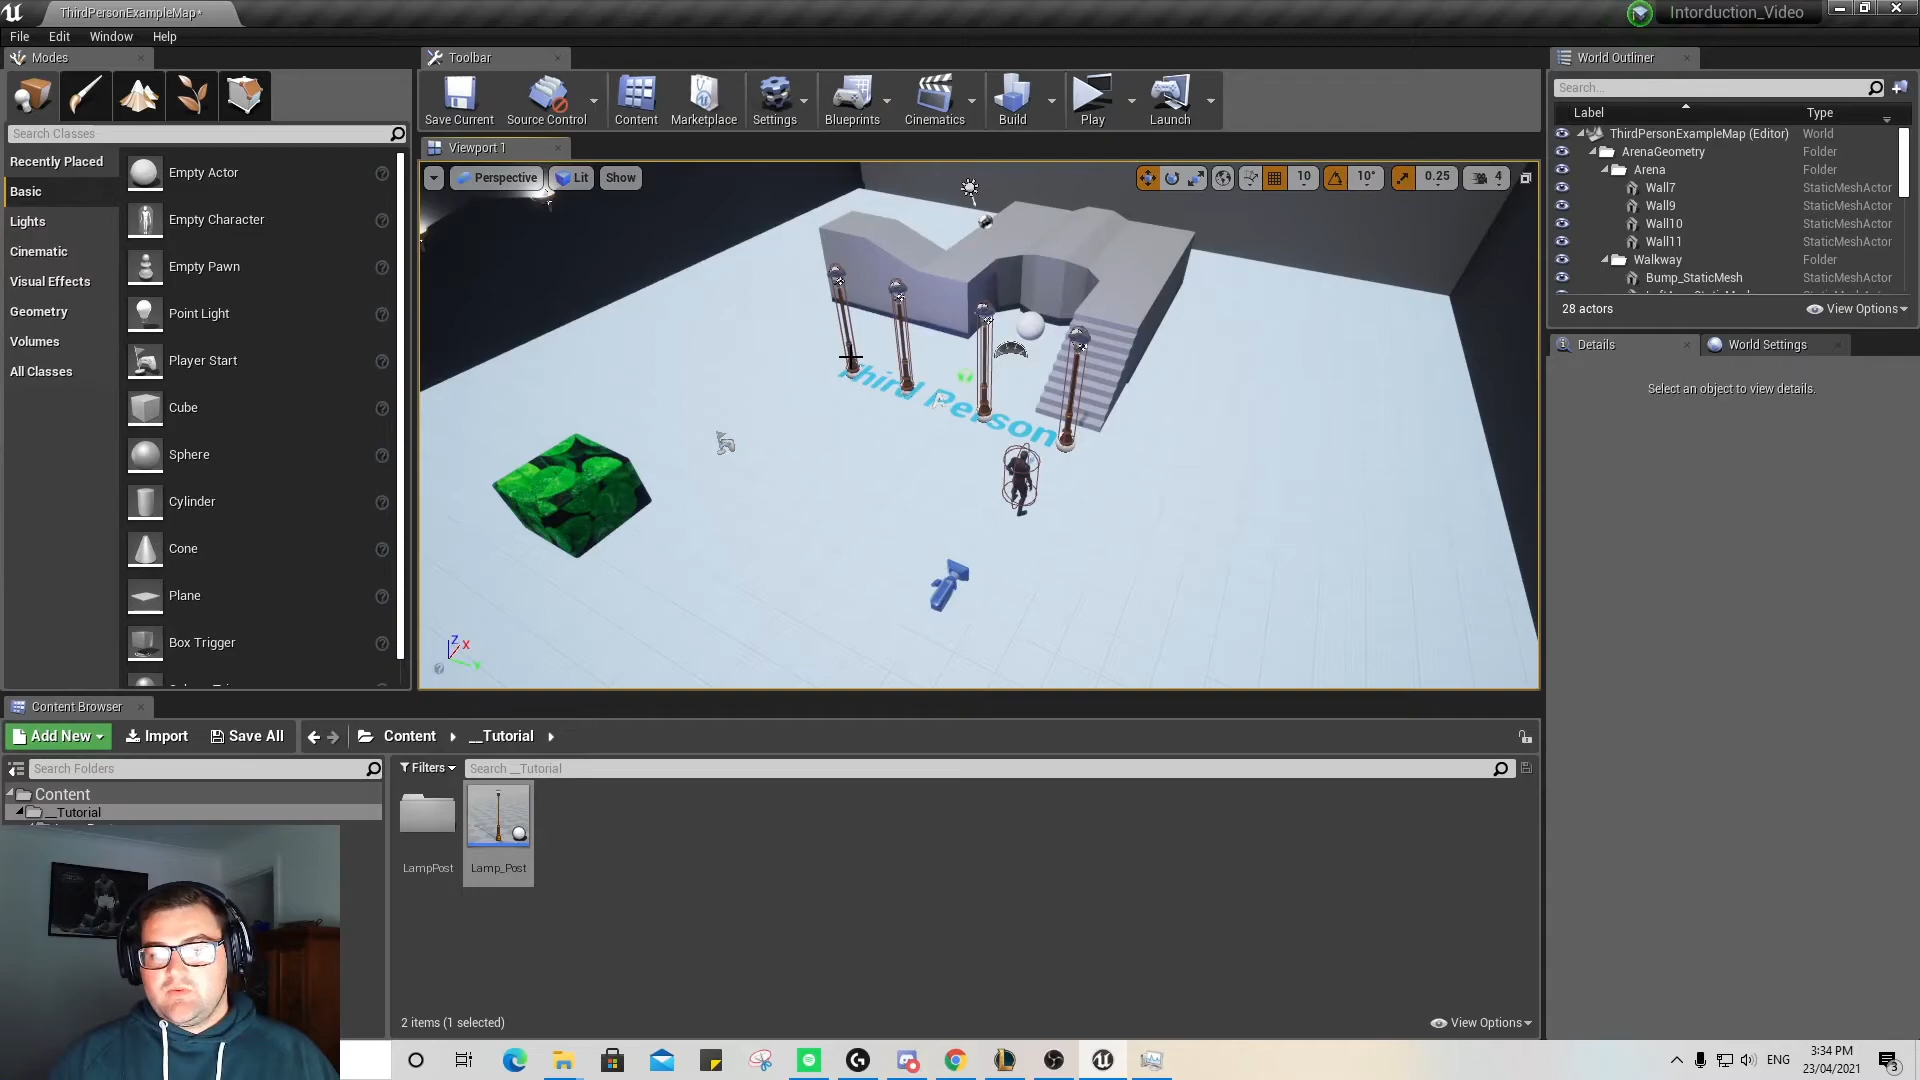 ThirdPersonExampleMap*
Intorduction_Video
File Edit Window Help
Modes
Toolbar
World Outliner
Save Current
Source Control
Content
Marketplace
Settings
Blueprints
Cinematics
Build
Play
Launch
Search...
Label
Type
Search Classes
Viewport 1
ThirdPersonExampleMap (Editor) World
ArenaGeometry Folder
Arena Folder
Wall7 StaticMeshActor
Wall9 StaticMeshActor
Wall10 StaticMeshActor
Wall11 StaticMeshActor
Walkway Folder
Bump_StaticMesh StaticMeshActor
28 actors
View Options
Details
World Settings
Select an object to view details.
Recently Placed
Basic
Lights
Cinematic
Visual Effects
Geometry
Volumes
All Classes
Empty Actor
Empty Character
Empty Pawn
Point Light
Player Start
Cube
Sphere
Cylinder
Cone
Plane
Box Trigger
Perspective
Lit
Show
10
10°
0.25
4
Third Person
Z
X
Y
Content Browser
Add New
Import
Save All
Content
__Tutorial
Search Folders
Filters
Search __Tutorial
Content
__Tutorial
LampPost
Lamp_Post
2 items (1 selected)
View Options
ENG
3:34 PM
23/04/2021
3